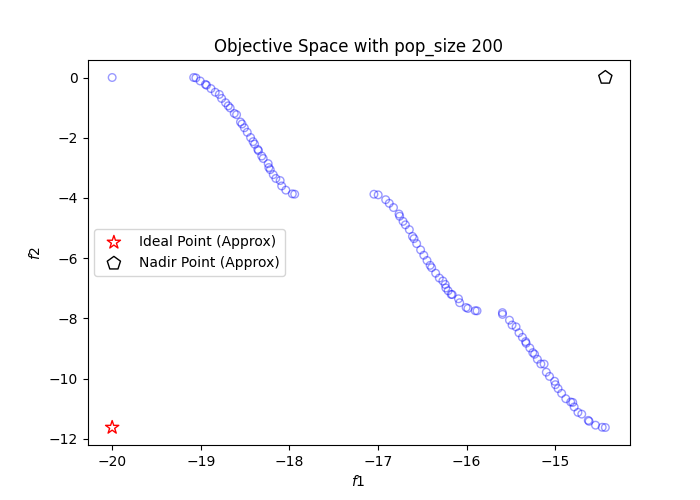 Objective Space with pop_size 200
0
−2
−4
−6
−8
−10
−12
f2
Ideal Point (Approx)
Nadir Point (Approx)
−20
−19
−18
−17
−16
−15
f1